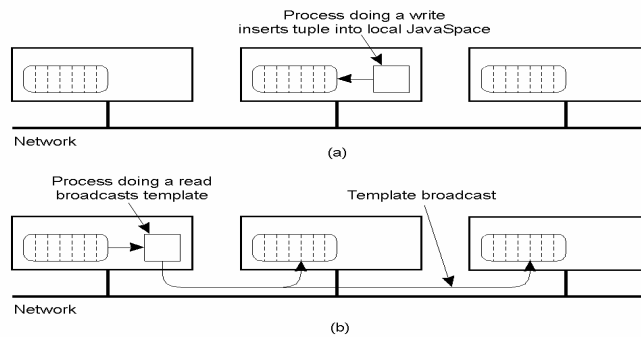 Process doing a write
inserts tuple into local JavaSpace
Network
(a)
Process doing a read
broadcasts template
Template broadcast
Network
(b)